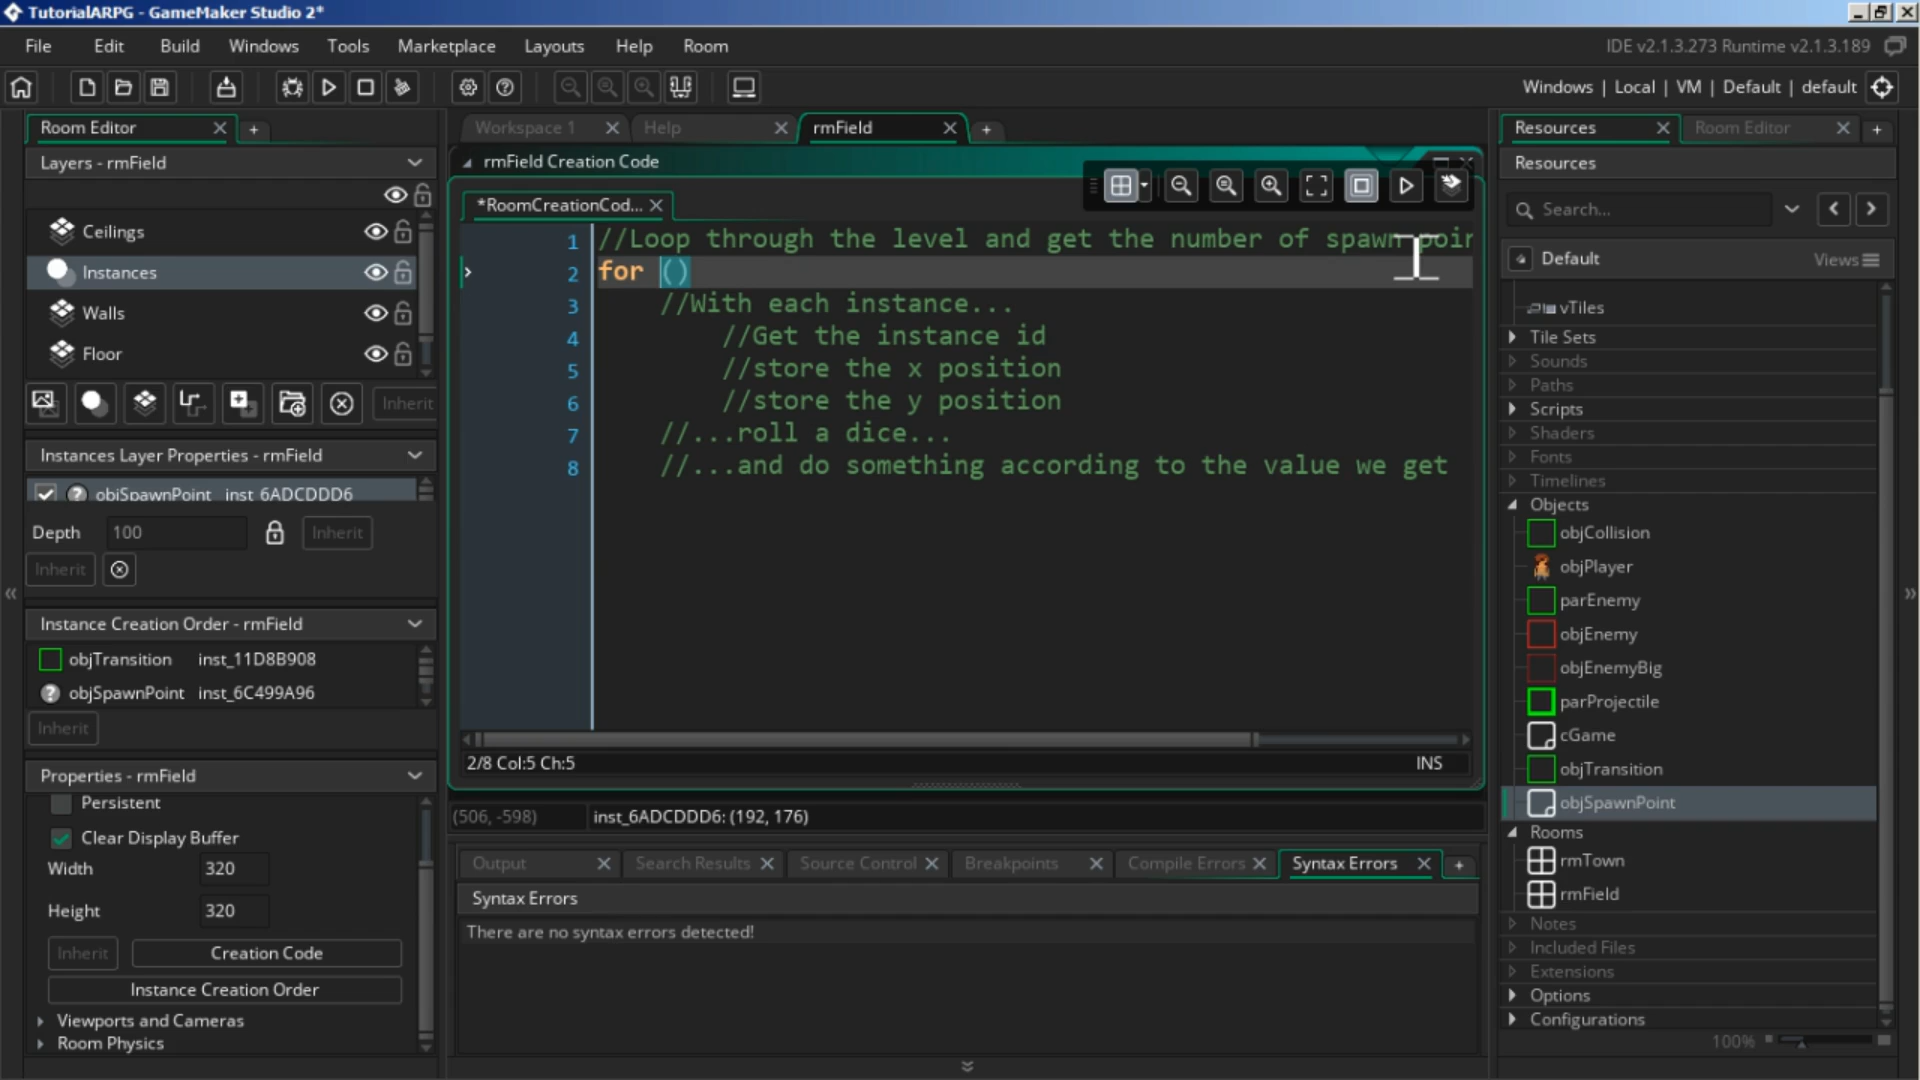 TutorialARPG - GameMaker Studio 2*
File Edit Build Windows Tools Marketplace Layouts Help Room
IDE v2.1.3.273 Runtime v2.1.3.189
Windows | Local | VM | Default | default
Room Editor
Layers - rmField
Ceilings
Instances
Walls
Floor
Inherit
Instances Layer Properties - rmField
objSpawnPoint inst_6ADCDDD6
Depth 100 Inherit
Inherit
Instance Creation Order - rmField
objTransition inst_11D8B908
objSpawnPoint inst_6C499A96
Inherit
Properties - rmField
Persistent
Clear Display Buffer
Width 320
Height 320
Inherit Creation Code
Instance Creation Order
Viewports and Cameras
Room Physics
Workspace 1 Help rmField
rmField Creation Code
*RoomCreationCod...
1 //Loop through the level and get the number of spawn poin
2 for ()
3 //With each instance...
4 //Get the instance id
5 //store the x position
6 //store the y position
7 //...roll a dice...
8 //...and do something according to the value we get
2/8 Col:5 Ch:5 INS
(506, -598) inst_6ADCDDD6: (192, 176)
Output Search Results Source Control Breakpoints Compile Errors Syntax Errors
Syntax Errors
There are no syntax errors detected!
Resources Room Editor
Resources
Search...
Default Views
vTiles
Tile Sets
Sounds
Paths
Scripts
Shaders
Fonts
Timelines
Objects
objCollision
objPlayer
parEnemy
objEnemy
objEnemyBig
parProjectile
cGame
objTransition
objSpawnPoint
Rooms
rmTown
rmField
Notes
Included Files
Extensions
Options
Configurations
100%